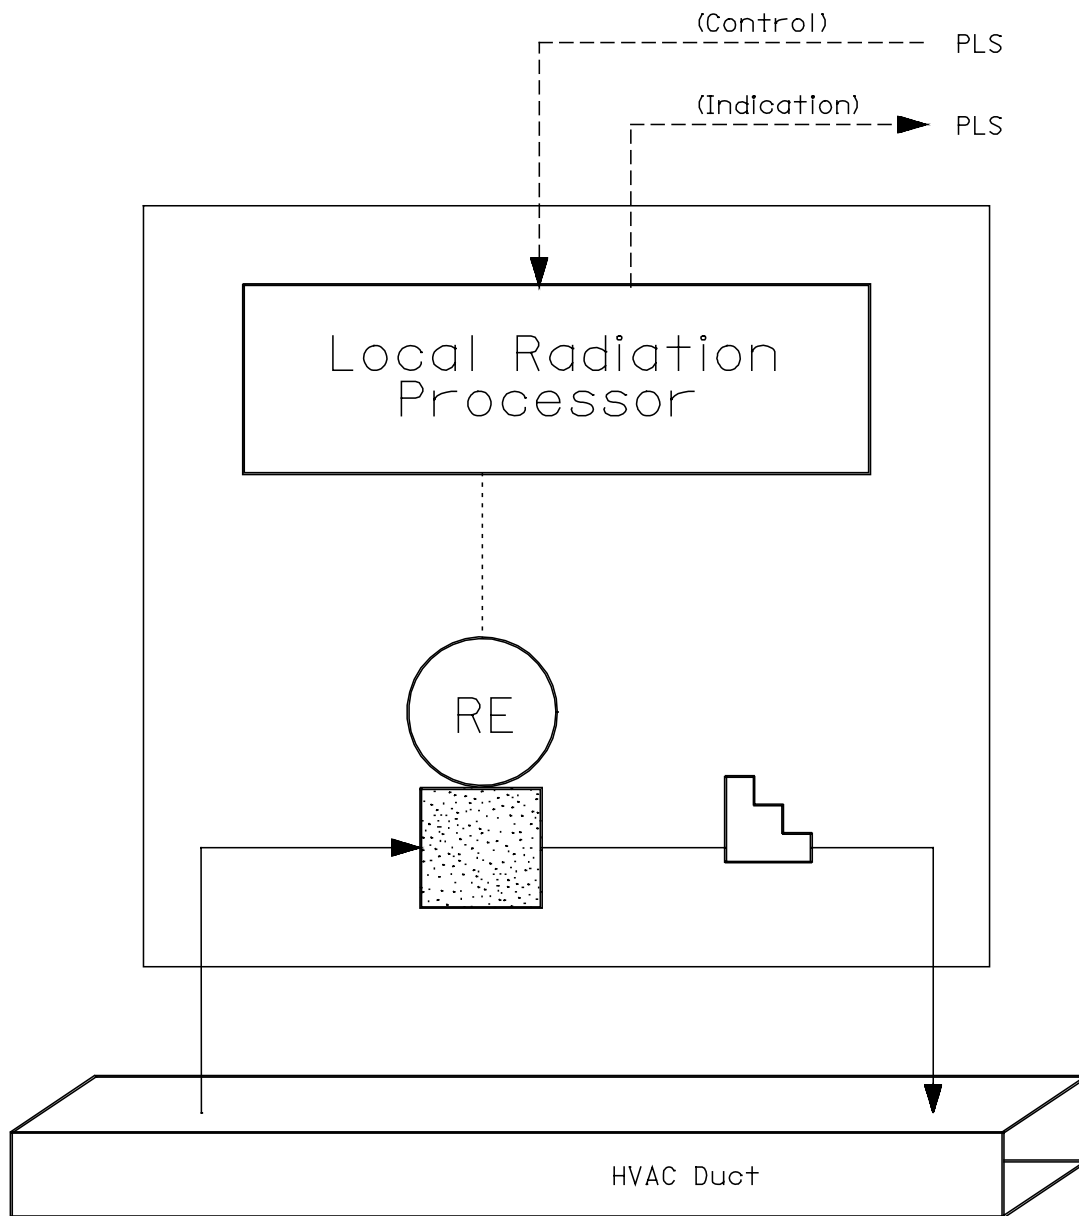 (Control)
PLS
(Indication)
PLS
Local Radiation
Processor
RE
HVAC Duct